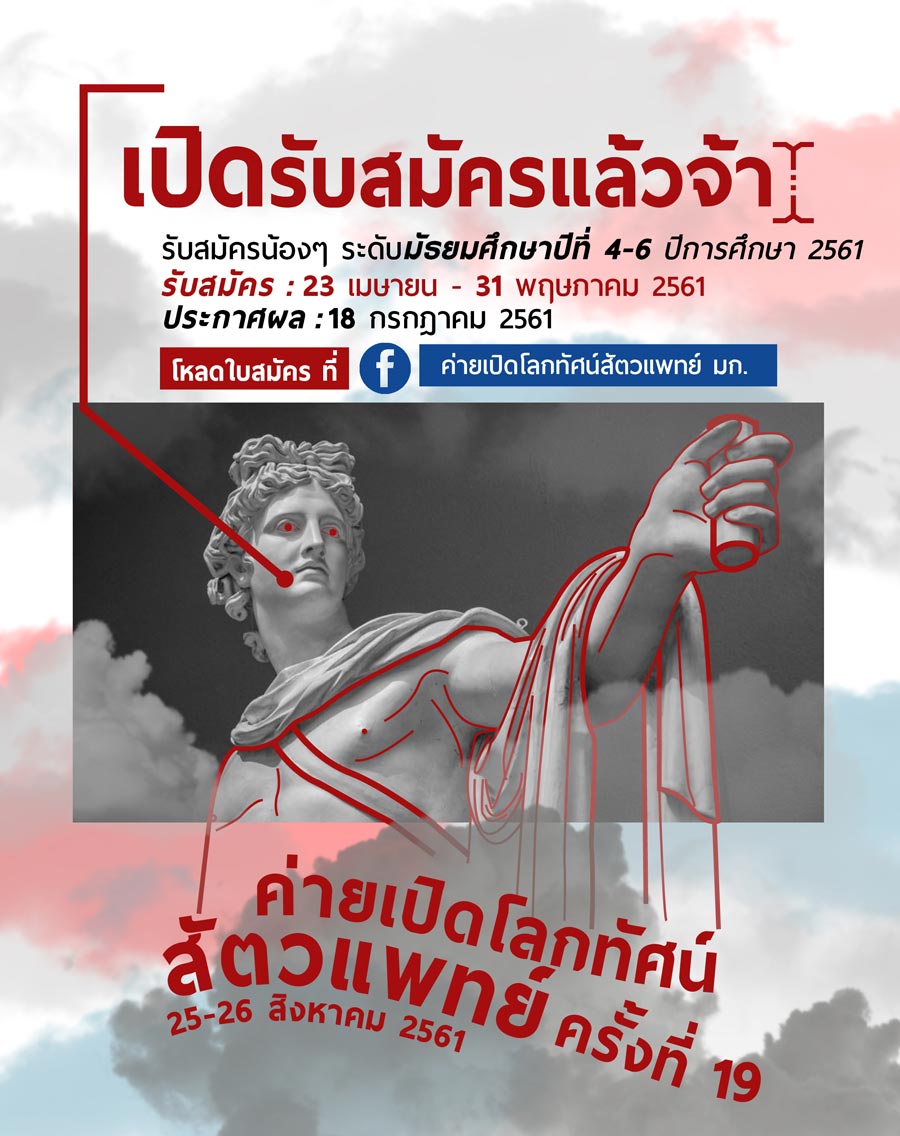 เปิดรับสมัครแล้วจ้า
รับสมัครน้องๆ ระดับมัธยมศึกษาปีที่ 4-6 ปีการศึกษา 2561
รับสมัคร : 23 เมษายน - 31 พฤษภาคม 2561
ประกาศผล : 18 กรกฎาคม 2561
โหลดใบสมัคร ที่ f ค่ายเปิดโลกทัศน์สัตวแพทย์ มก.
ค่ายเปิดโลกทัศน์
สัตวแพทย์ ครั้งที่ 19
25-26 สิงหาคม 2561